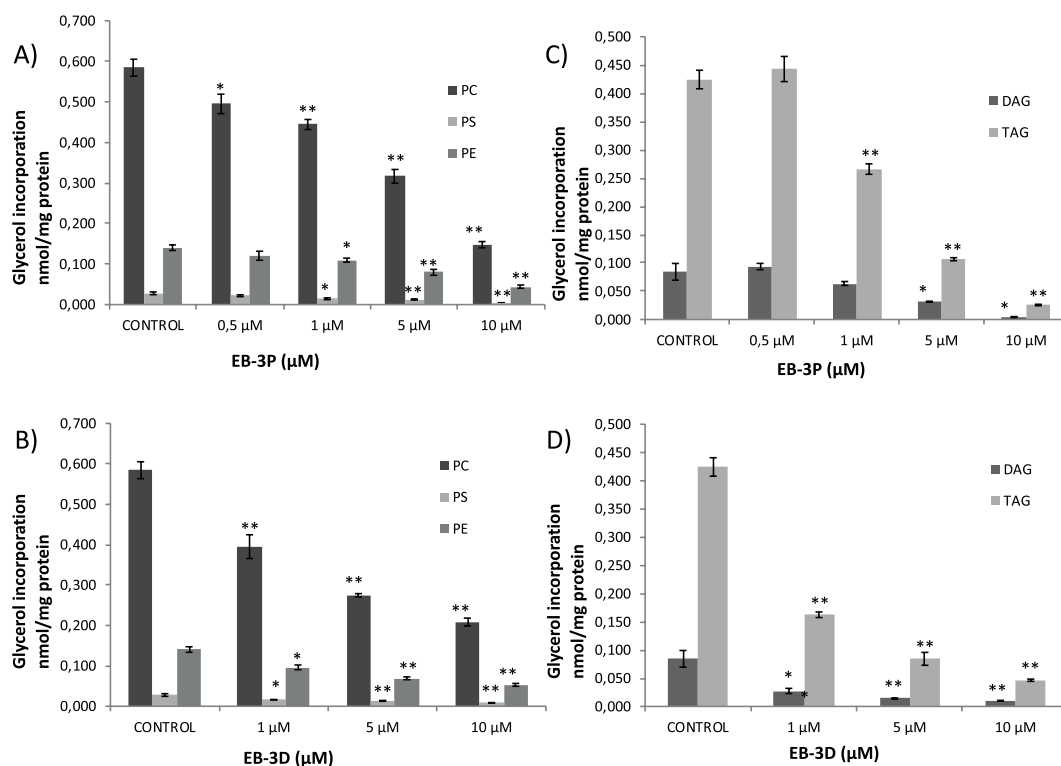 A)
Glycerol incorporation
nmol/mg protein
0,700
0,600
0,500
0,400
0,300
0,200
0,100
0,000
PC
PS
PE
*
**
**
**
*
**
**
*
**
**
CONTROL
0,5 µM
1 µM
5 µM
10 µM
EB-3P (µM)
C)
Glycerol incorporation
nmol/mg protein
0,500
0,450
0,400
0,350
0,300
0,250
0,200
0,150
0,100
0,050
0,000
DAG
TAG
**
**
*
*
**
CONTROL
0,5 µM
1 µM
5 µM
10 µM
EB-3P (µM)
B)
Glycerol incorporation
nmol/mg protein
0,700
0,600
0,500
0,400
0,300
0,200
0,100
0,000
PC
PS
PE
**
**
**
*
*
**
**
**
**
CONTROL
1 µM
5 µM
10 µM
EB-3D (µM)
D)
Glycerol incorporation
nmol/mg protein
0,500
0,450
0,400
0,350
0,300
0,250
0,200
0,150
0,100
0,050
0,000
DAG
TAG
**
**
*
*
**
**
**
CONTROL
1 µM
5 µM
10 µM
EB-3D (µM)